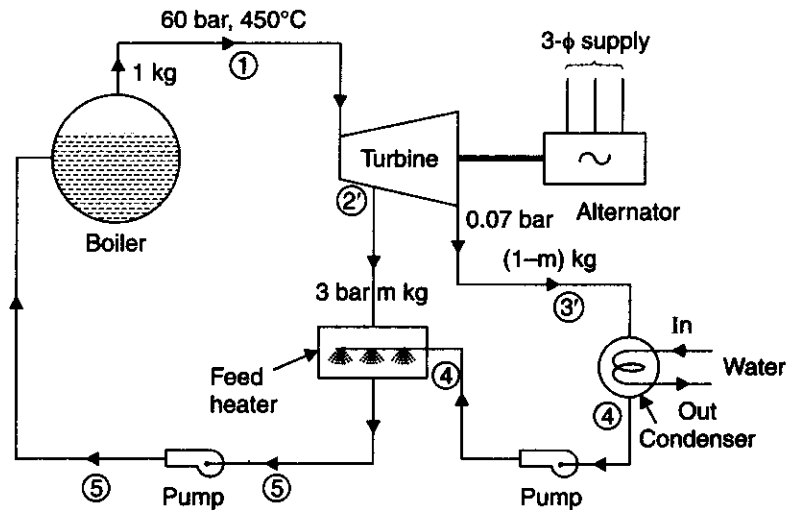 60 bar, 450°C
①
3-ϕ supply
1 kg
Turbine
~
2′
Boiler
0.07 bar
Alternator
(1–m) kg
3 bar m kg
3′
In
Feed
heater
④
Water
④
Out
Condenser
⑤
Pump
⑤
Pump